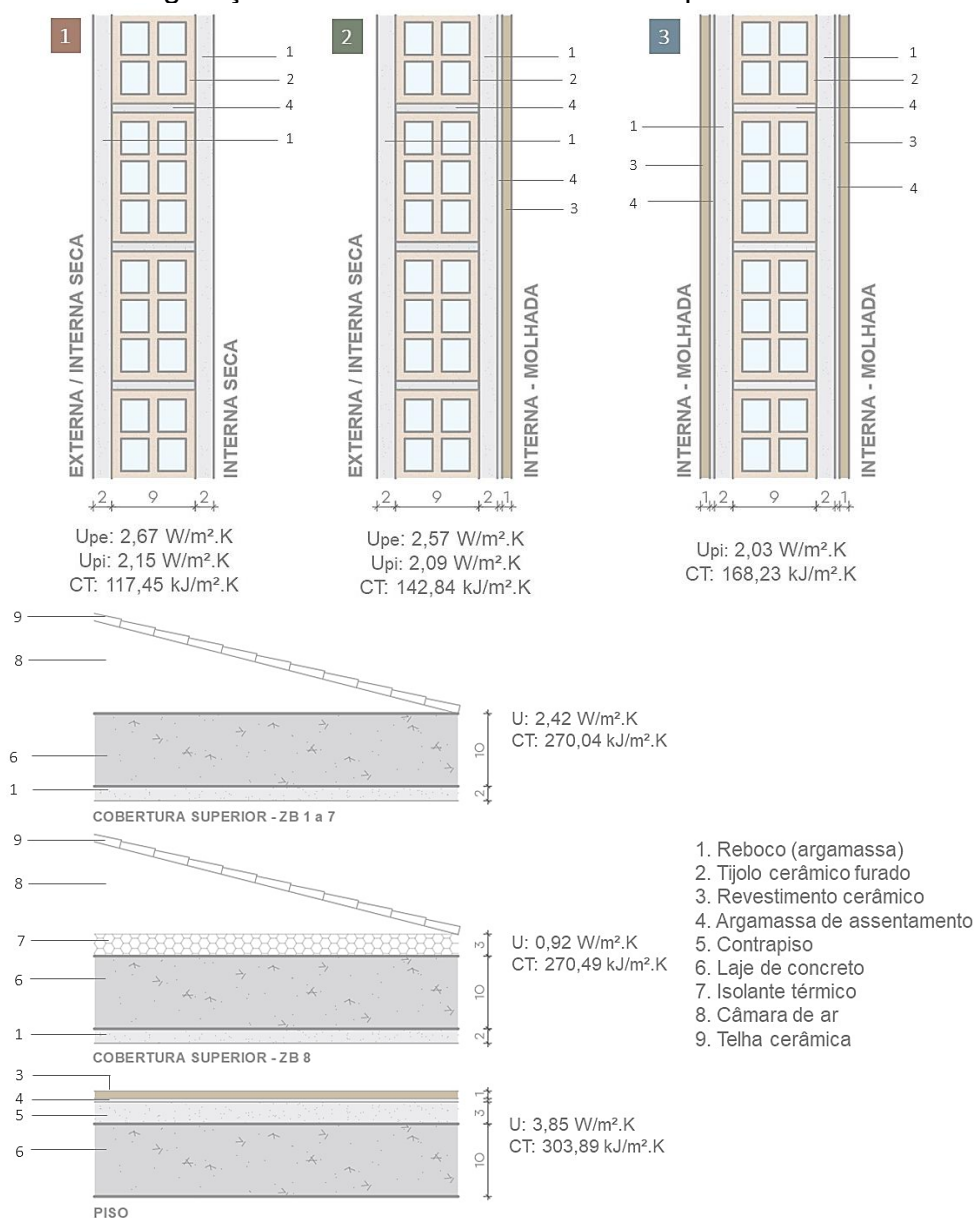 1
1
2
4
1
EXTERNA / INTERNA SECA
INTERNA SECA
2 9 2
Upe: 2,67 W/m².K
Upi: 2,15 W/m².K
CT: 117,45 kJ/m².K
2
1
2
4
1
4
3
EXTERNA / INTERNA SECA
INTERNA - MOLHADA
2 9 2 1
Upe: 2,57 W/m².K
Upi: 2,09 W/m².K
CT: 142,84 kJ/m².K
3
1
2
4
1
3
3
4
4
INTERNA - MOLHADA
INTERNA - MOLHADA
1 2 9 2 1
Upi: 2,03 W/m².K
CT: 168,23 kJ/m².K
9
8
6
1
10
2
U: 2,42 W/m².K
CT: 270,04 kJ/m².K
COBERTURA SUPERIOR - ZB 1 a 7
9
8
7
6
1
3
10
2
U: 0,92 W/m².K
CT: 270,49 kJ/m².K
COBERTURA SUPERIOR - ZB 8
3
4
5
6
1
3
10
U: 3,85 W/m².K
CT: 303,89 kJ/m².K
PISO
1. Reboco (argamassa)
2. Tijolo cerâmico furado
3. Revestimento cerâmico
4. Argamassa de assentamento
5. Contrapiso
6. Laje de concreto
7. Isolante térmico
8. Câmara de ar
9. Telha cerâmica